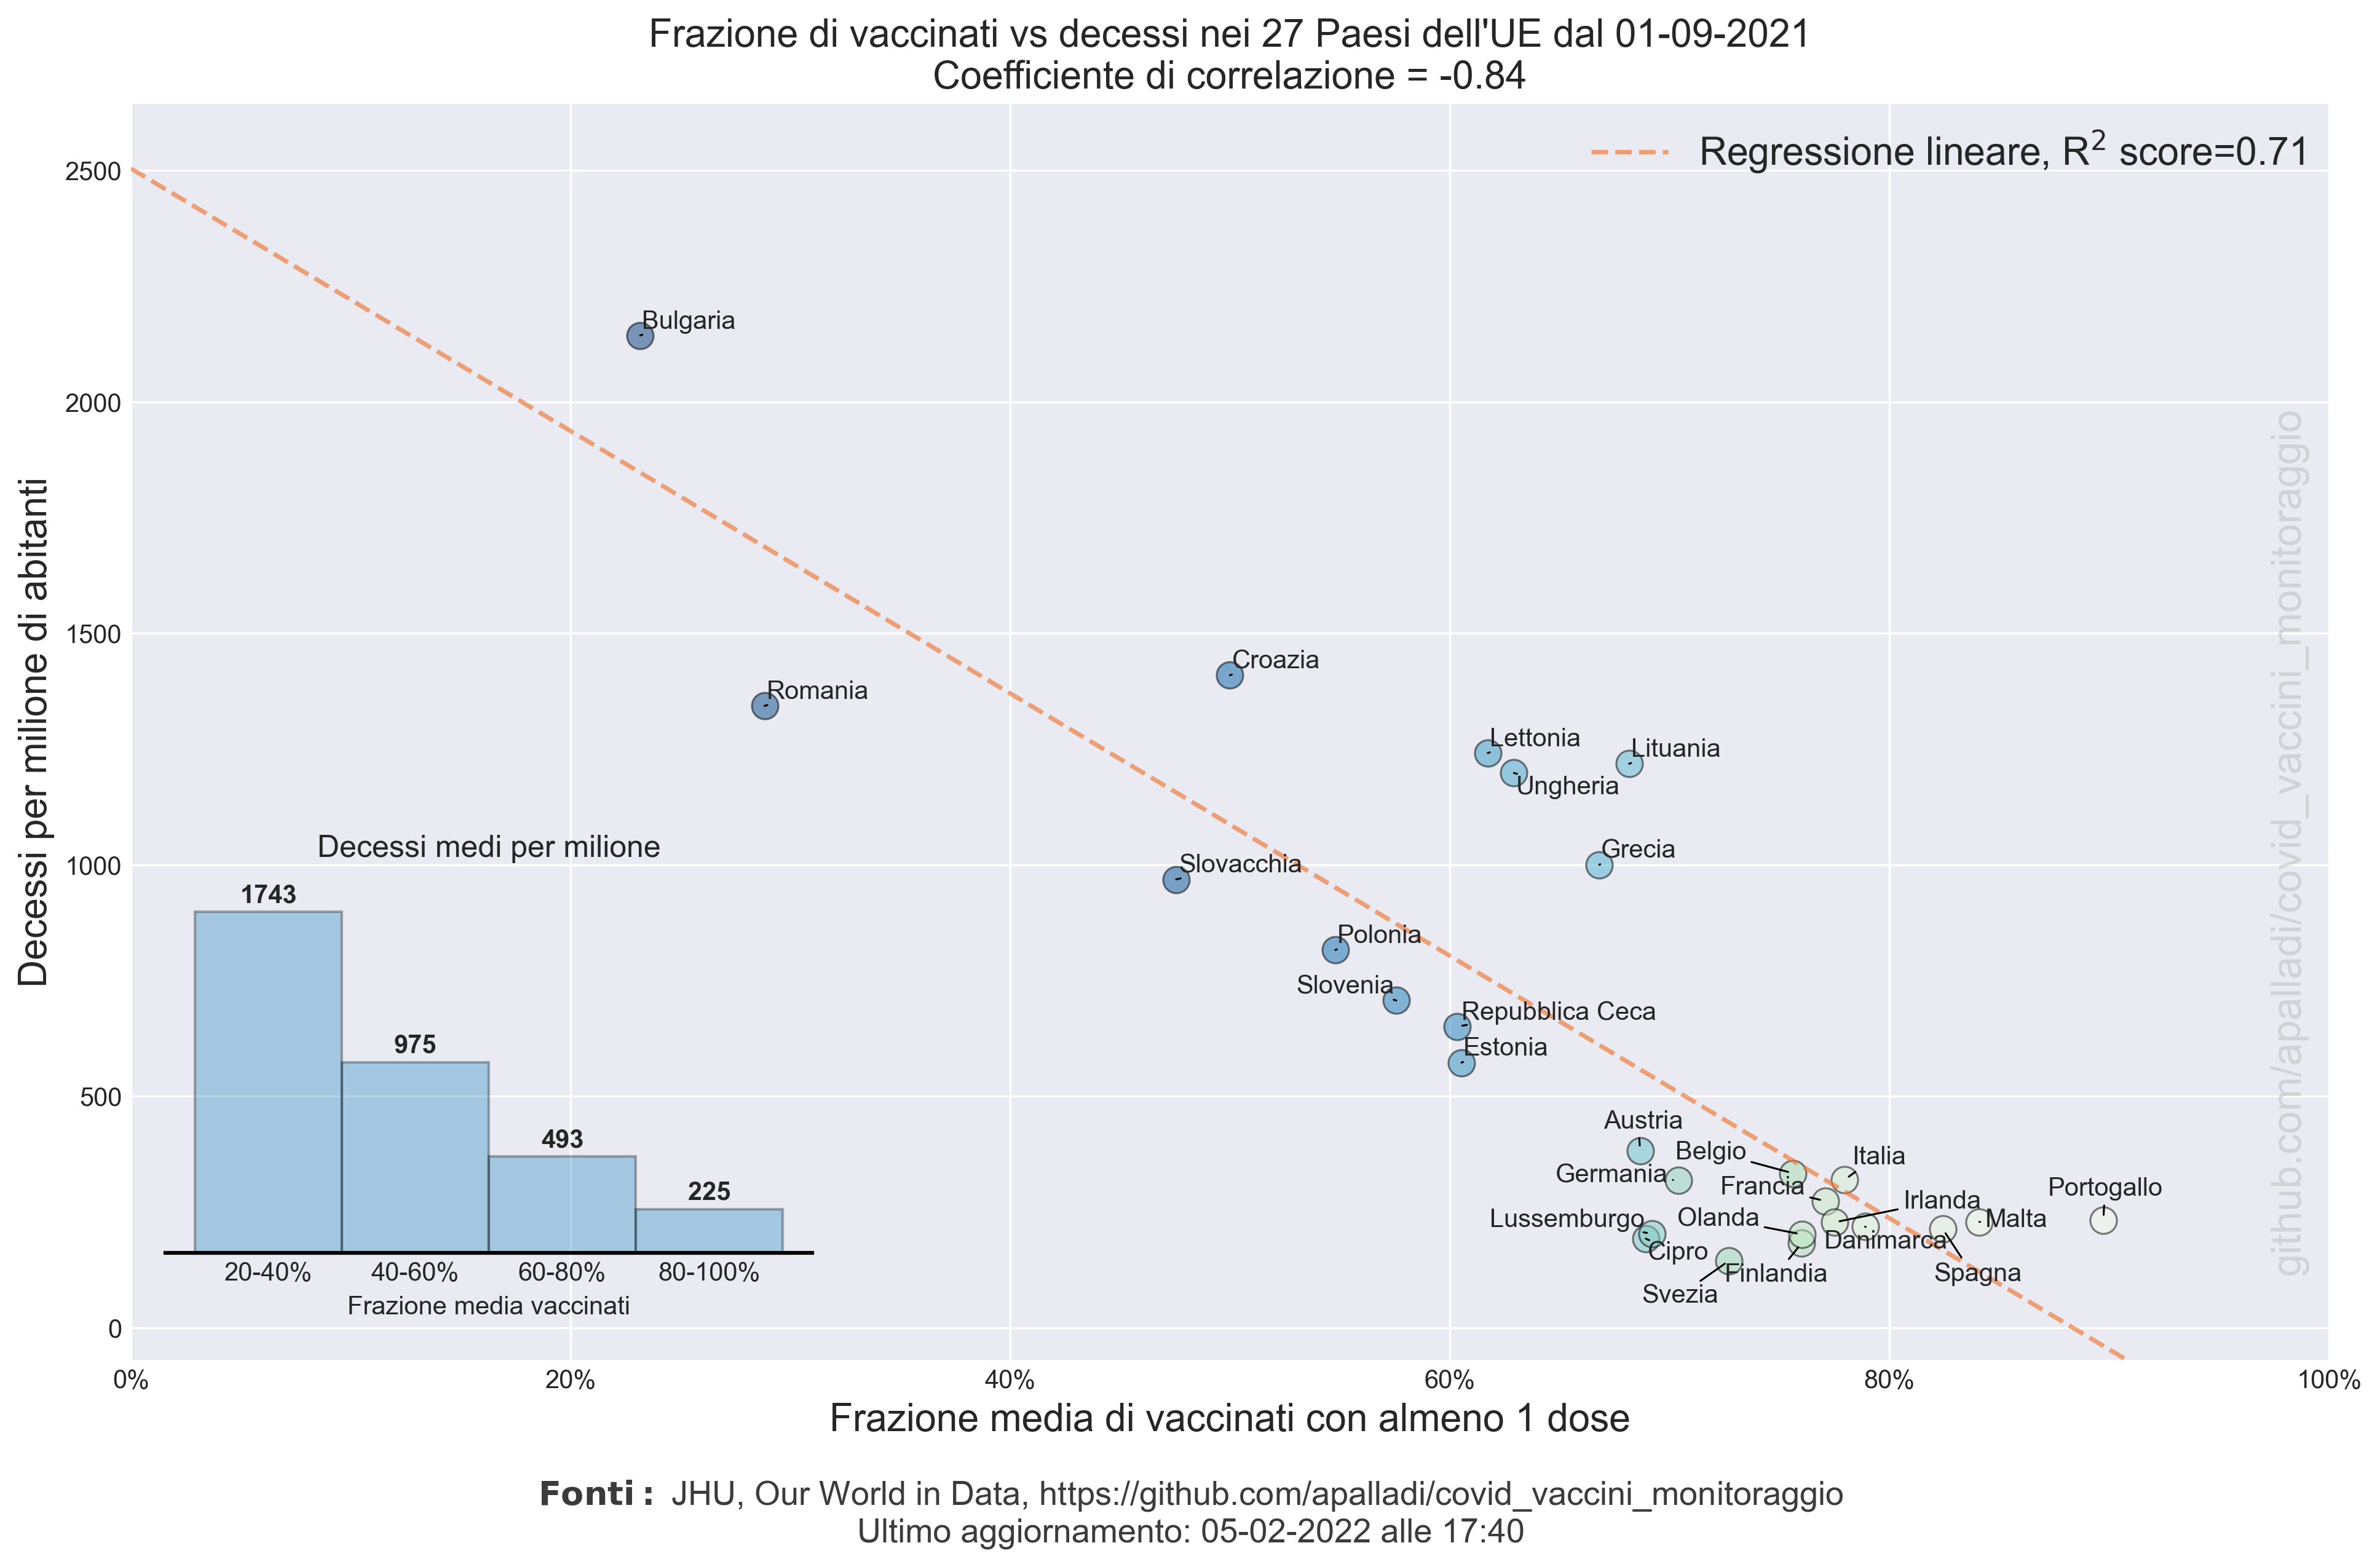 Frazione di vaccinati vs decessi nei 27 Paesi dell'UE dal 01-09-2021
Coefficiente di correlazione = -0.84
Regressione lineare, R² score=0.71
Decessi per milione di abitanti
2500
2000
1500
1000
500
0
Bulgaria
Romania
Croazia
Lettonia
Lituania
Ungheria
Grecia
Slovacchia
Polonia
Slovenia
Repubblica Ceca
Estonia
Austria
Belgio
Italia
Germania
Francia
Irlanda
Portogallo
Lussemburgo
Olanda
Malta
Cipro
Danimarca
Svezia
Finlandia
Spagna
Decessi medi per milione
1743
975
493
225
20-40%
40-60%
60-80%
80-100%
Frazione media vaccinati
github.com/apalladi/covid_vaccini_monitoraggio
0%
20%
40%
60%
80%
100%
Frazione media di vaccinati con almeno 1 dose
Fonti: JHU, Our World in Data, https://github.com/apalladi/covid_vaccini_monitoraggio
Ultimo aggiornamento: 05-02-2022 alle 17:40